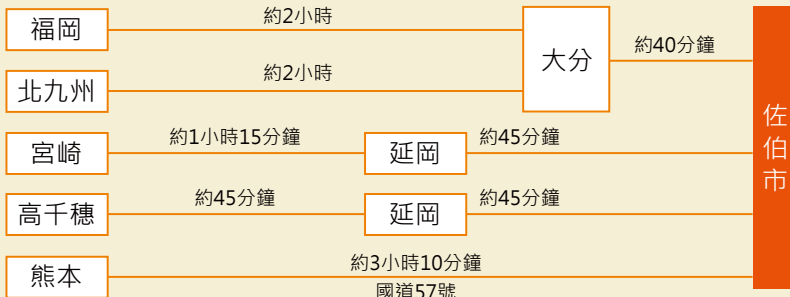 福岡
約2小時
大分
約40分鐘
北九州
約2小時
宮崎
約1小時15分鐘
延岡
約45分鐘
高千穗
約45分鐘
延岡
約45分鐘
熊本
約3小時10分鐘
國道57號
佐伯市